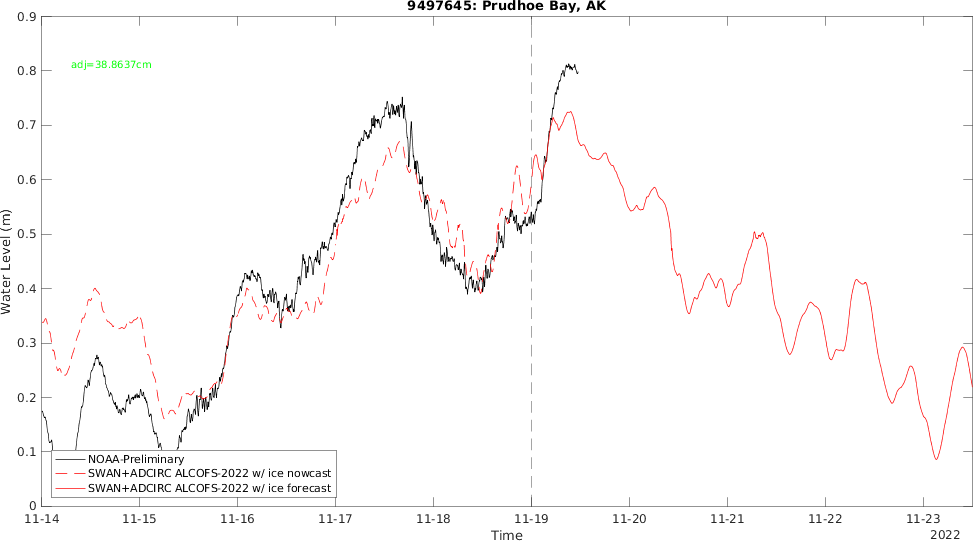 9497645: Prudhoe Bay, AK
0.9
0.8
0.7
0.6
0.5
0.4
0.3
0.2
0.1
0
Water Level (m)
adj=38.8637cm
NOAA-Preliminary
SWAN+ADCIRC ALCOFS-2022 w/ ice nowcast
SWAN+ADCIRC ALCOFS-2022 w/ ice forecast
11-14 11-15 11-16 11-17 11-18 11-19 11-20 11-21 11-22 11-23
Time
2022